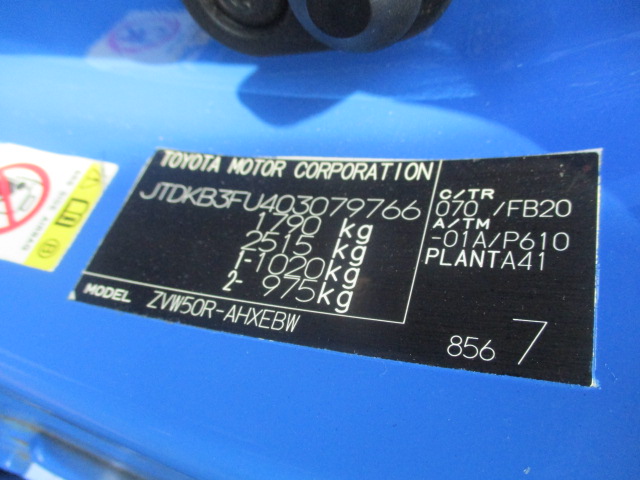 TOYOTA MOTOR CORPORATION
JTDKB3FU403079766
1790 kg
2515 kg
1-1020kg
2- 975kg
C/TR
070 /FB20
A/TM
-01A/P610
PLANTA41
MODEL ZVW50R-AHXEBW
856 7